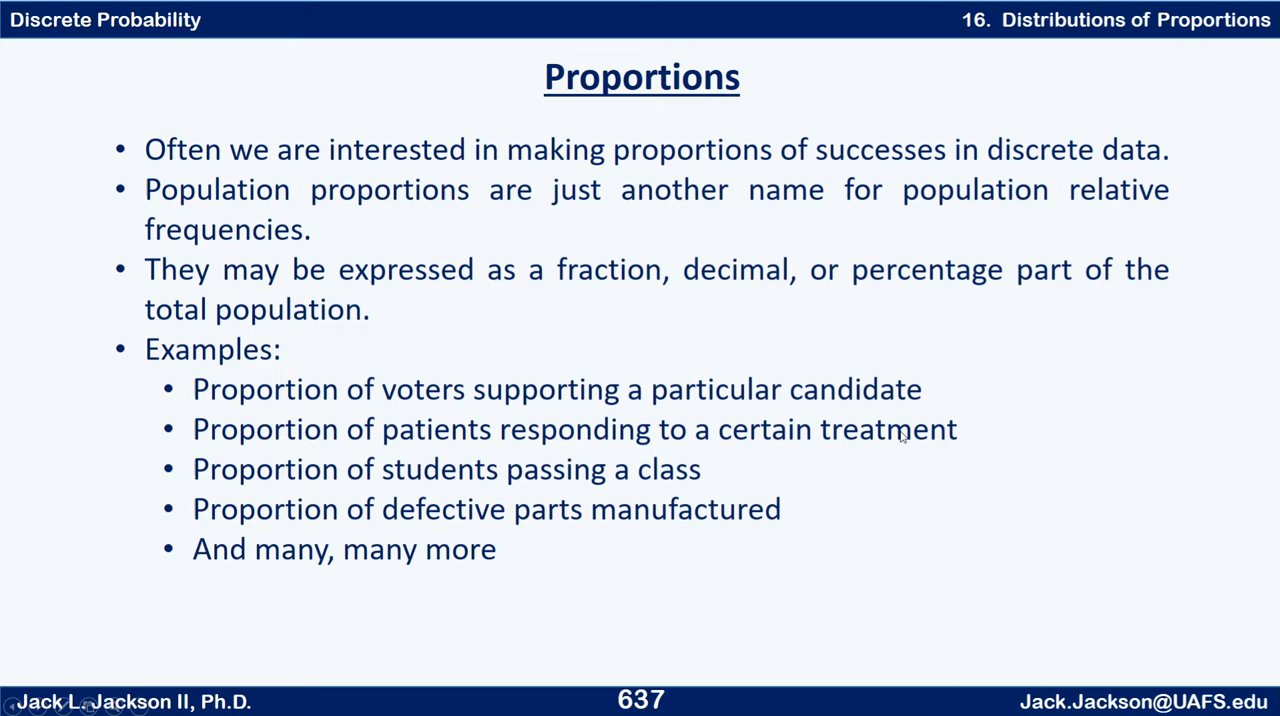 Discrete Probability
16. Distributions of Proportions
Proportions
• Often we are interested in making proportions of successes in discrete data.
• Population proportions are just another name for population relative
frequencies.
• They may be expressed as a fraction, decimal, or percentage part of the
total population.
• Examples:
• Proportion of voters supporting a particular candidate
• Proportion of patients responding to a certain treatment
• Proportion of students passing a class
• Proportion of defective parts manufactured
• And many, many more
Jack L. Jackson II, Ph.D.
637
Jack.Jackson@UAFS.edu